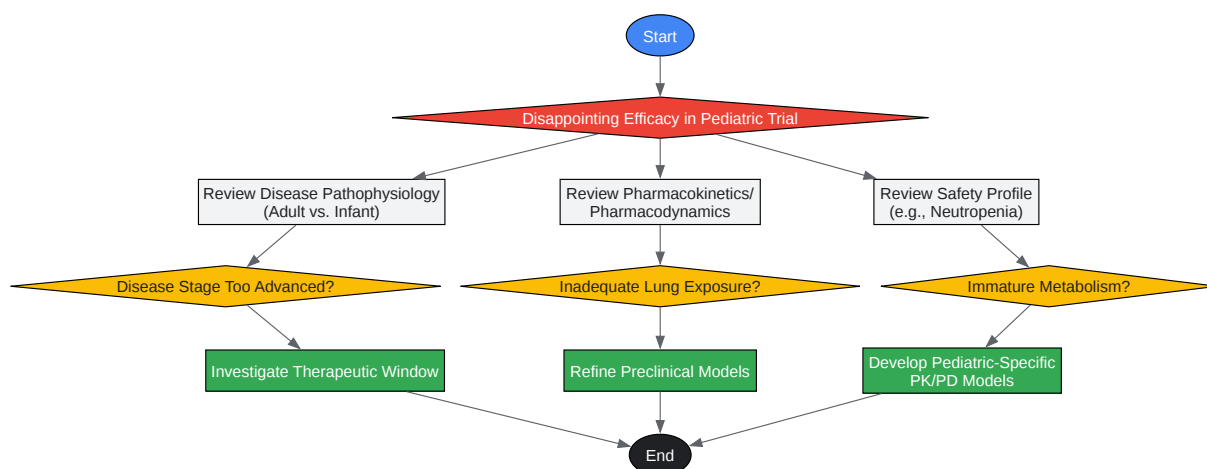 Start
Disappointing Efficacy in Pediatric Trial
Review Disease Pathophysiology
(Adult vs. Infant)
Review Pharmacokinetics/
Pharmacodynamics
Review Safety Profile
(e.g., Neutropenia)
Disease Stage Too Advanced?
Inadequate Lung Exposure?
Immature Metabolism?
Investigate Therapeutic Window
Refine Preclinical Models
Develop Pediatric-Specific
PK/PD Models
End